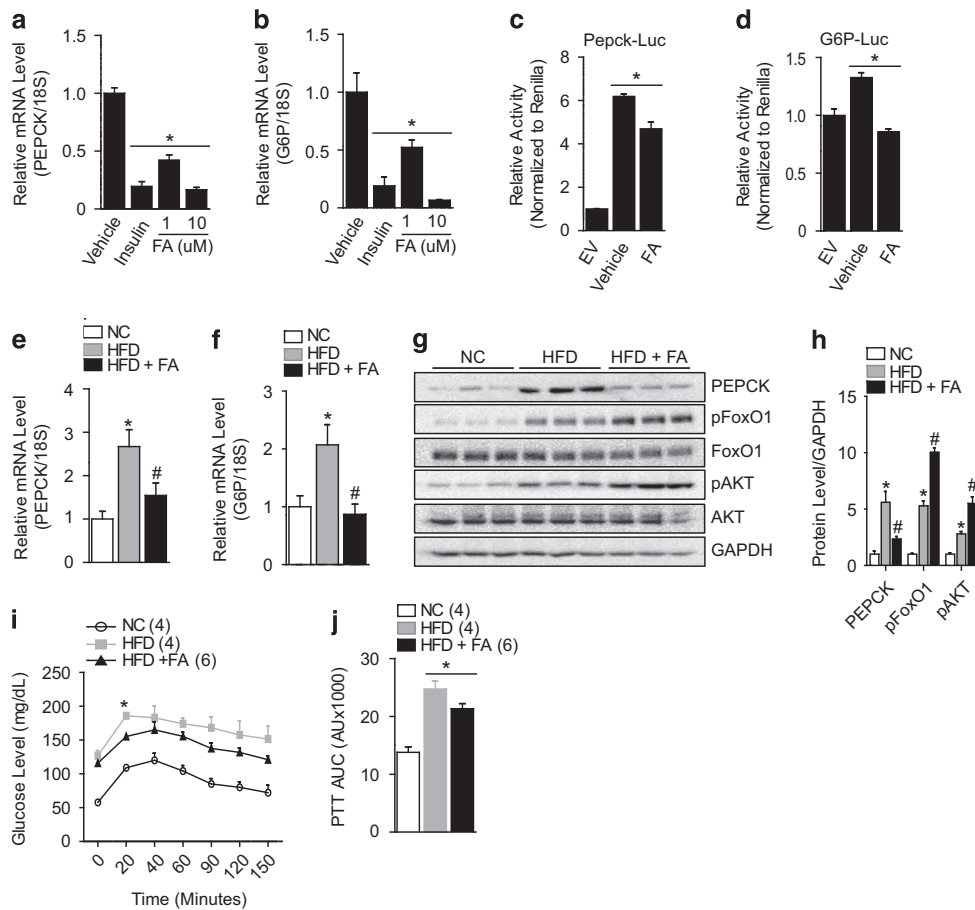 a
Relative mRNA Level
(PEPCK/18S)
1.5
1.0
0.5
0
*
Vehicle
Insulin
1 10
FA (uM)
b
Relative mRNA Level
(G6P/18S)
1.5
1.0
0.5
0
*
Vehicle
Insulin
1 10
FA (uM)
c
Pepck-Luc
Relative Activity
(Normalized to Renilla)
8
6
4
2
0
*
EV
Vehicle
FA
d
G6P-Luc
Relative Activity
(Normalized to Renilla)
1.5
1.0
0.5
0
*
EV
Vehicle
FA
e
NC
HFD
HFD + FA
Relative mRNA Level
(PEPCK/18S)
4
3
2
1
0
*
#
f
NC
HFD
HFD + FA
Relative mRNA Level
(G6P/18S)
3
2
1
0
*
#
g
NC HFD HFD + FA
PEPCK
pFoxO1
FoxO1
pAKT
AKT
GAPDH
h
NC
HFD
HFD + FA
Protein Level/GAPDH
15
10
5
0
* # * # * #
PEPCK
pFoxO1
pAKT
i
NC (4)
HFD (4)
HFD +FA (6)
Glucose Level (mg/dL)
250
200
150
100
50
0
*
0 20 40 60 90 120 150
Time (Minutes)
j
NC (4)
HFD (4)
HFD + FA (6)
PTT AUC (AUx1000)
30
20
10
0
*